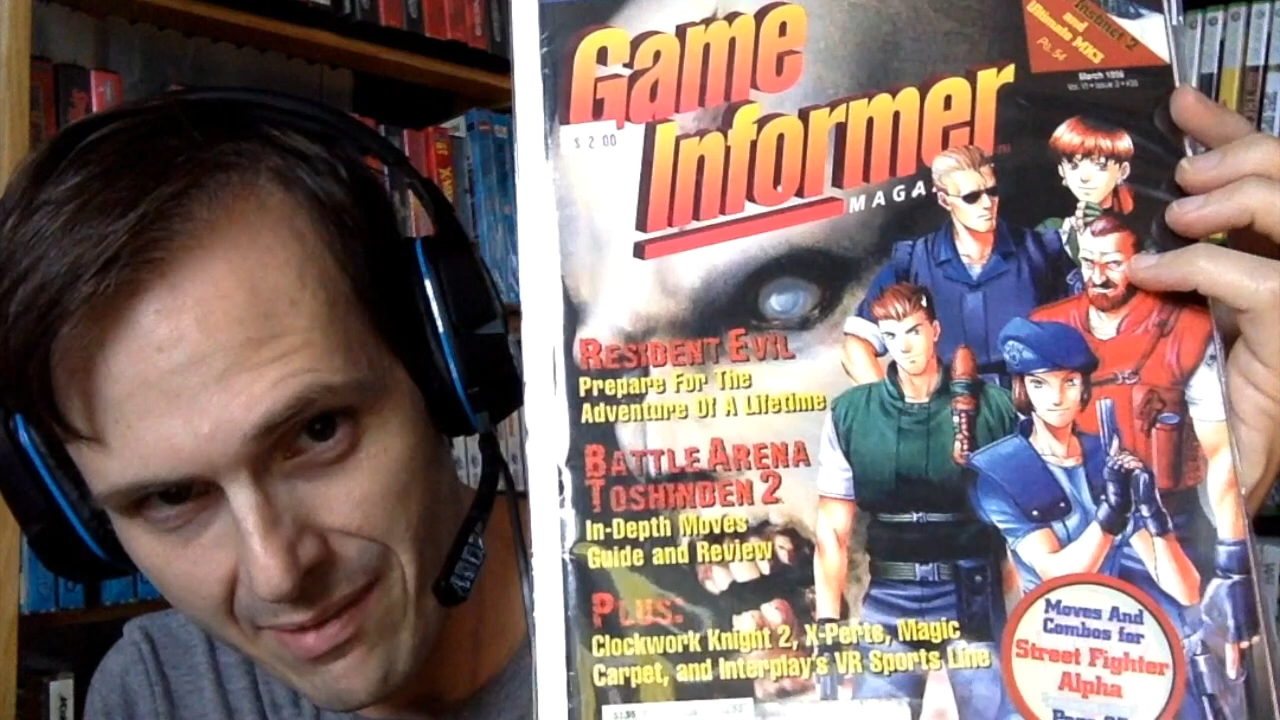 Game
Informer
MAGA
$ 2 00
Instinct 2
and
Ultimate MK3
Pg. 54
March 1996
RESIDENT EVIL
Prepare For The
Adventure Of A Lifetime
BATTLE ARENA
TOSHINDEN 2
In-Depth Moves
Guide and Review
PLUS:
Clockwork Knight 2, X-Perts, Magic
Carpet, and Interplay's VR Sports Line
Moves And
Combos for
Street Fighter
Alpha